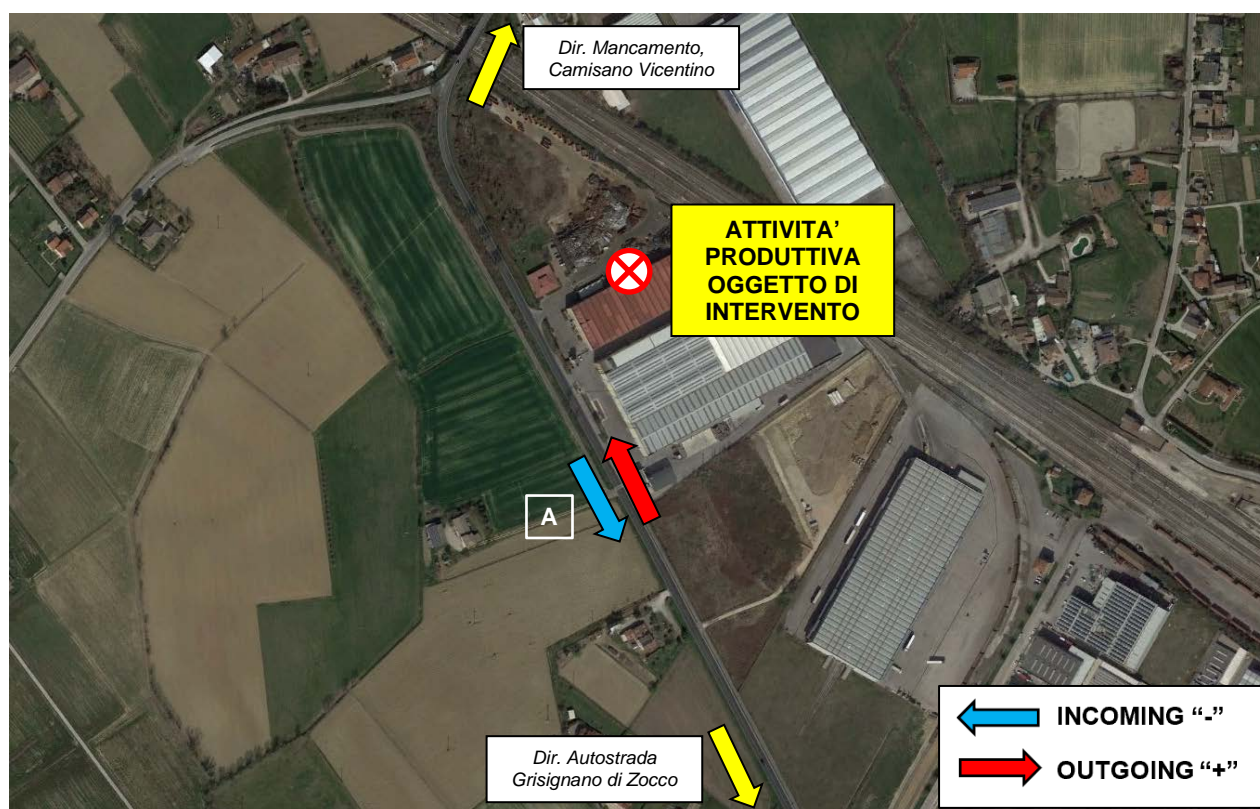 Dir. Mancamento,
Camisano Vicentino
ATTIVITA’
PRODUTTIVA
OGGETTO DI
INTERVENTO
A
Dir. Autostrada
Grisignano di Zocco
INCOMING “-”
OUTGOING “+”